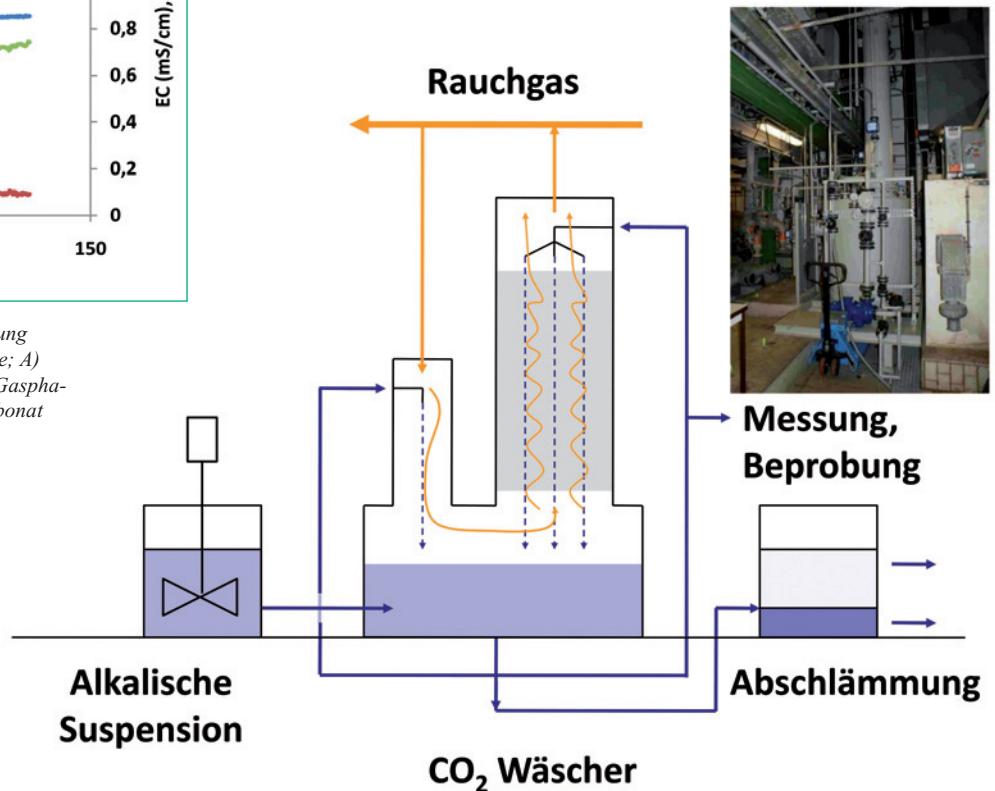 0,8
0,6
0,4
0,2
0
150
EC (mS/cm),
ung
e; A)
Gaspha-
bonat
Rauchgas
Messung,
Beprobung
Alkalische
Suspension
Abschlämmung
CO₂ Wäscher